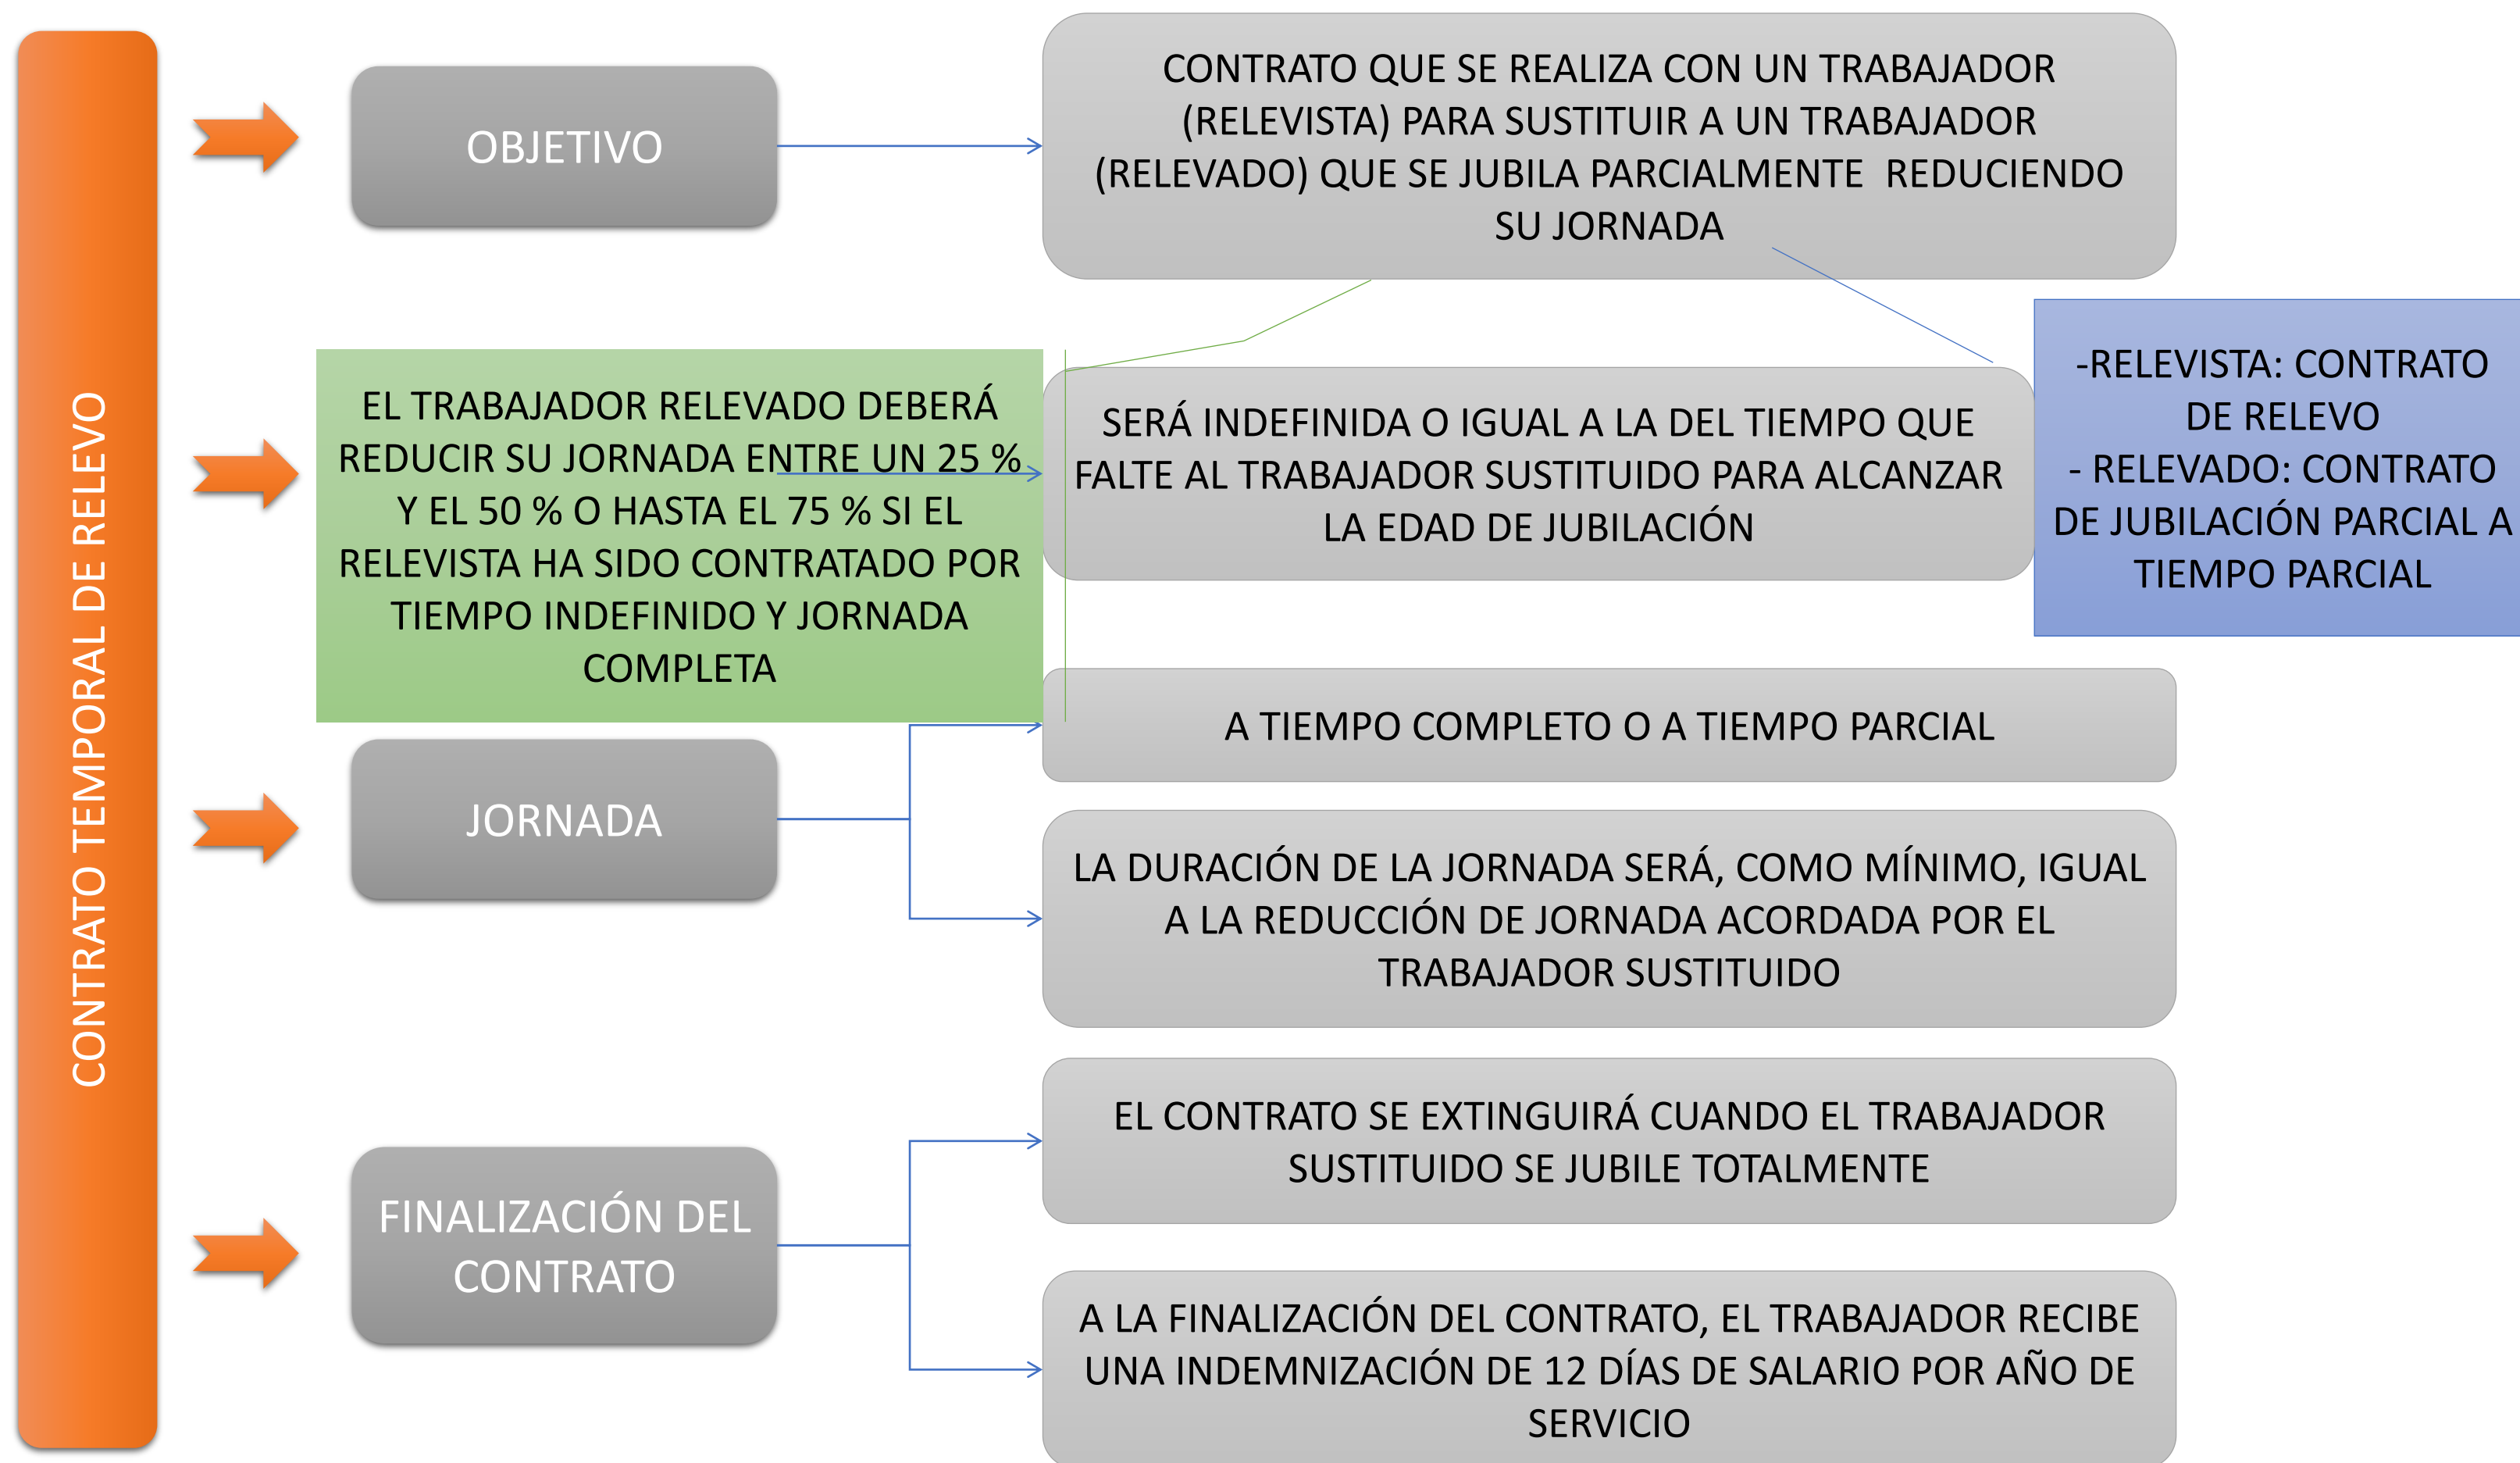 CONTRATO TEMPORAL DE RELEVO
OBJETIVO
CONTRATO QUE SE REALIZA CON UN TRABAJADOR
(RELEVISTA) PARA SUSTITUIR A UN TRABAJADOR
(RELEVADO) QUE SE JUBILA PARCIALMENTE REDUCIENDO
SU JORNADA
EL TRABAJADOR RELEVADO DEBERÁ
REDUCIR SU JORNADA ENTRE UN 25 %
Y EL 50 % O HASTA EL 75 % SI EL
RELEVISTA HA SIDO CONTRATADO POR
TIEMPO INDEFINIDO Y JORNADA
COMPLETA
SERÁ INDEFINIDA O IGUAL A LA DEL TIEMPO QUE
FALTE AL TRABAJADOR SUSTITUIDO PARA ALCANZAR
LA EDAD DE JUBILACIÓN
-RELEVISTA: CONTRATO
DE RELEVO
- RELEVADO: CONTRATO
DE JUBILACIÓN PARCIAL A
TIEMPO PARCIAL
JORNADA
A TIEMPO COMPLETO O A TIEMPO PARCIAL
LA DURACIÓN DE LA JORNADA SERÁ, COMO MÍNIMO, IGUAL
A LA REDUCCIÓN DE JORNADA ACORDADA POR EL
TRABAJADOR SUSTITUIDO
FINALIZACIÓN DEL
CONTRATO
EL CONTRATO SE EXTINGUIRÁ CUANDO EL TRABAJADOR
SUSTITUIDO SE JUBILE TOTALMENTE
A LA FINALIZACIÓN DEL CONTRATO, EL TRABAJADOR RECIBE
UNA INDEMNIZACIÓN DE 12 DÍAS DE SALARIO POR AÑO DE
SERVICIO